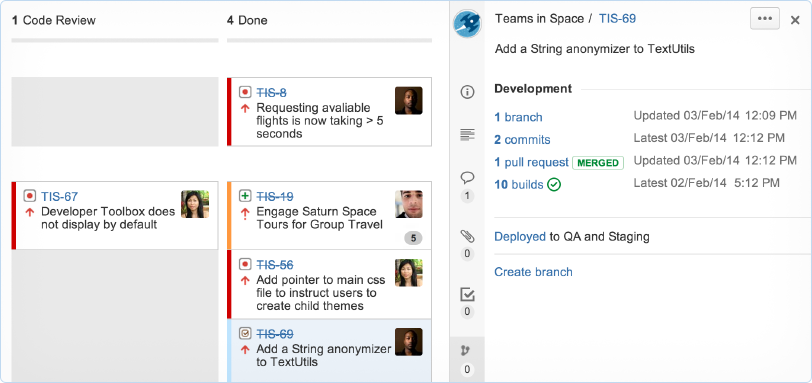 1 Code Review
4 Done
TIS-8
Requesting avaliable
flights is now taking > 5
seconds
TIS-67
Developer Toolbox does
not display by default
TIS-19
Engage Saturn Space
Tours for Group Travel
5
TIS-56
Add pointer to main css
file to instruct users to
create child themes
TIS-69
Add a String anonymizer
to TextUtils
1
0
0
0
Teams in Space / TIS-69
Add a String anonymizer to TextUtils
Development
1 branch Updated 03/Feb/14 12:09 PM
2 commits Latest 03/Feb/14 12:12 PM
1 pull request MERGED Updated 03/Feb/14 12:12 PM
10 builds Latest 02/Feb/14 5:12 PM
Deployed to QA and Staging
Create branch